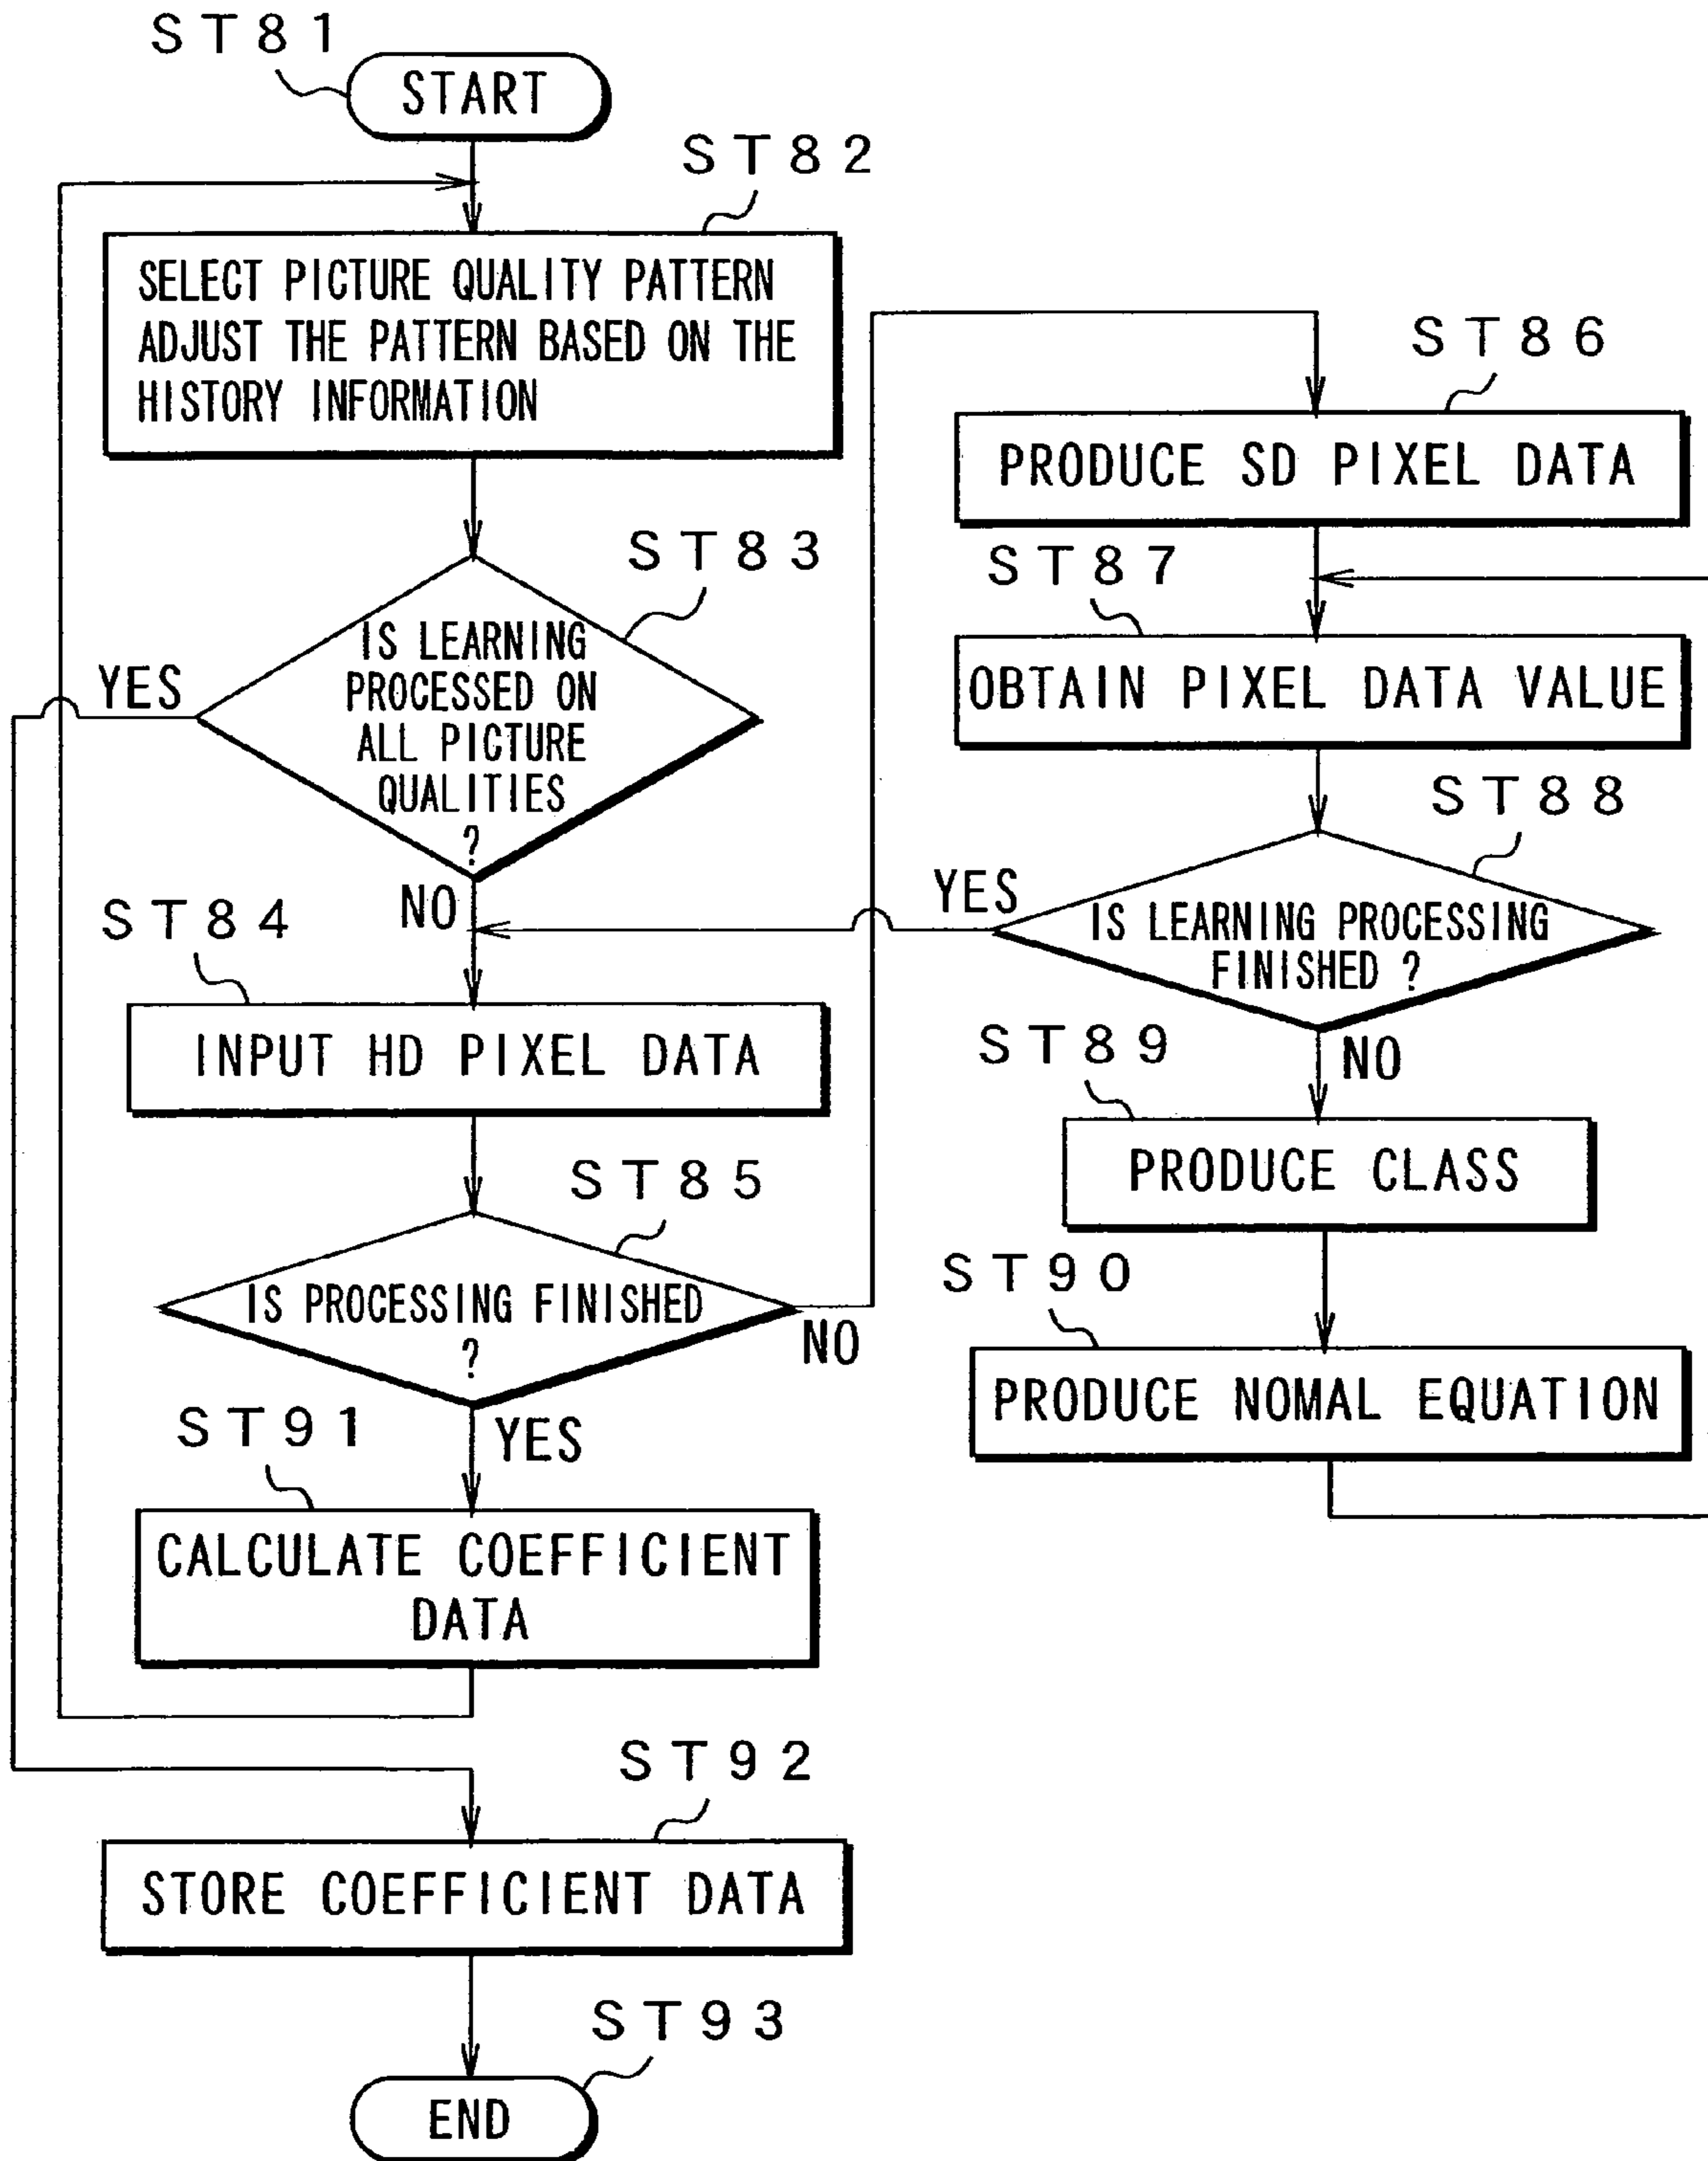 ST81
START
ST82
SELECT PICTURE QUALITY PATTERN
ADJUST THE PATTERN BASED ON THE
HISTORY INFORMATION
ST83
IS LEARNING
PROCESSED ON
ALL PICTURE
QUALITIES
?
YES
NO
ST84
INPUT HD PIXEL DATA
ST85
IS PROCESSING FINISHED
?
NO
YES
ST86
PRODUCE SD PIXEL DATA
ST87
OBTAIN PIXEL DATA VALUE
ST88
IS LEARNING PROCESSING
FINISHED ?
YES
NO
ST89
PRODUCE CLASS
ST90
PRODUCE NOMAL EQUATION
ST91
CALCULATE COEFFICIENT
DATA
ST92
STORE COEFFICIENT DATA
ST93
END